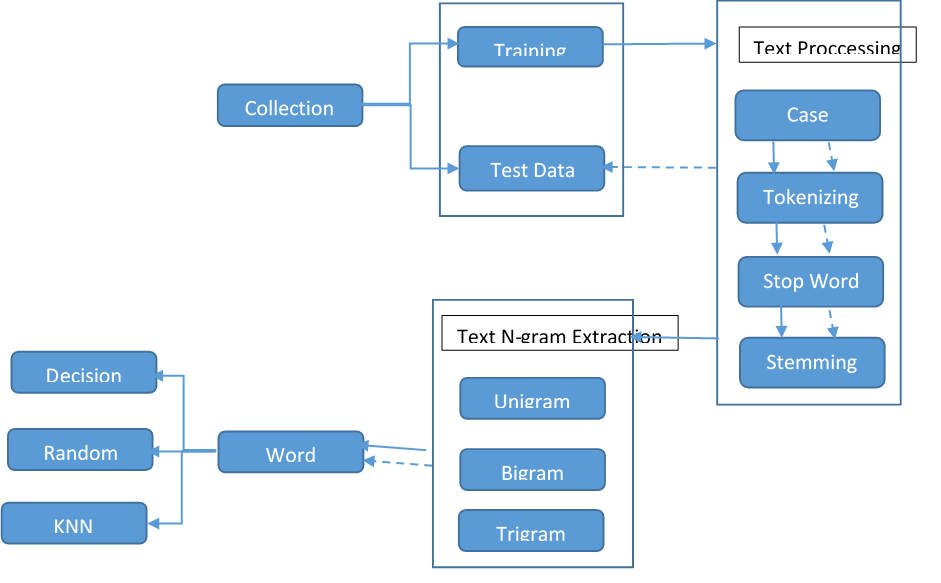 Training
Text Proccessing
Collection
Case
Test Data
Tokenizing
Stop Word
Text N-gram Extraction
Stemming
Decision
Unigram
Random
Word
Bigram
KNN
Trigram